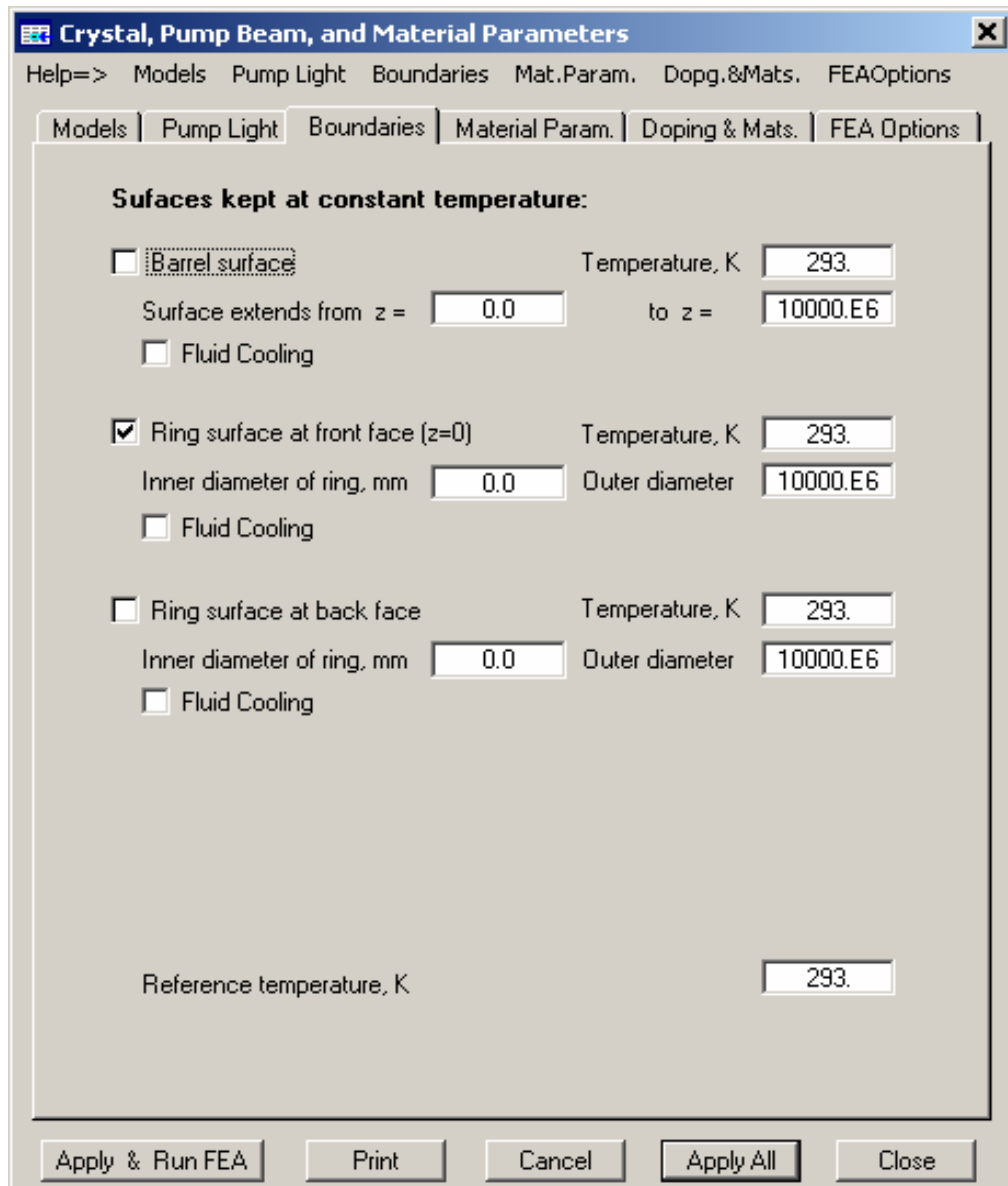 Crystal, Pump Beam, and Material Parameters
Help=> Models Pump Light Boundaries Mat.Param. Dopg.&Mats. FEAOptions
Models Pump Light Boundaries Material Param. Doping & Mats. FEA Options
Sufaces kept at constant temperature:
Barrel surface Temperature, K 293.
Surface extends from z = 0.0 to z = 10000.E6
Fluid Cooling
Ring surface at front face (z=0) Temperature, K 293.
Inner diameter of ring, mm 0.0 Outer diameter 10000.E6
Fluid Cooling
Ring surface at back face Temperature, K 293.
Inner diameter of ring, mm 0.0 Outer diameter 10000.E6
Fluid Cooling
Reference temperature, K 293.
Apply & Run FEA Print Cancel Apply All Close